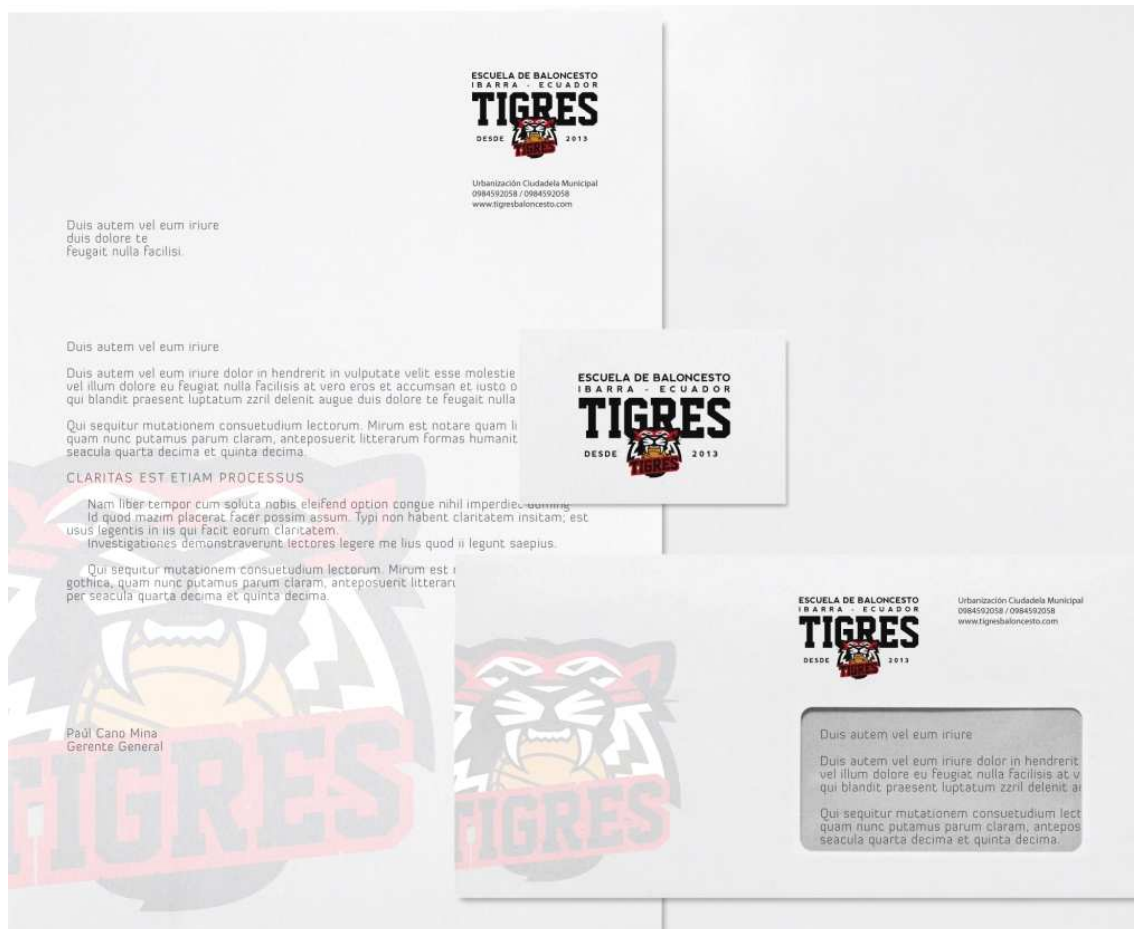 ESCUELA DE BALONCESTO
IBARRA - ECUADOR
TIGRES
DESDE 2013
TIGRES
Urbanización Ciudadela Municipal
0984592058 / 0984592058
www.tigresbaloncesto.com
Duis autem vel eum iriure
duis dolore te
feugait nulla facilisi.
Duis autem vel eum iriure
Duis autem vel eum iriure dolor in hendrerit in vulputate velit esse molestie
vel illum dolore eu feugiat nulla facilisis at vero eros et accumsan et iusto o
qui blandit praesent luptatum zzril delenit augue duis dolore te feugait nulla
Qui sequitur mutationem consuetudium lectorum. Mirum est notare quam li
quam nunc putamus parum claram, anteposuerit litterarum formas humanit
seacula quarta decima et quinta decima.
CLARITAS EST ETIAM PROCESSUS
Nam liber tempor cum soluta nobis eleifend option congue nihil imperdiet doming
Id quod mazim placerat facer possim assum. Typi non habent claritatem insitam; est
usus legentis in iis qui facit eorum claritatem.
Investigationes demonstraverunt lectores legere me lius quod ii legunt saepius.
Qui sequitur mutationem consuetudium lectorum. Mirum est
gothica, quam nunc putamus parum claram, anteposuerit litteraru
per seacula quarta decima et quinta decima.
Paúl Cano Mina
Gerente General
TIGRES
ESCUELA DE BALONCESTO
IBARRA - ECUADOR
TIGRES
DESDE 2013
TIGRES
ESCUELA DE BALONCESTO
IBARRA - ECUADOR
TIGRES
DESDE 2013
TIGRES
Urbanización Ciudadela Municipal
0984592058 / 0984592058
www.tigresbaloncesto.com
TIGRES
Duis autem vel eum iriure
Duis autem vel eum iriure dolor in hendrerit
vel illum dolore eu feugiat nulla facilisis at v
qui blandit praesent luptatum zzril delenit
Qui sequitur mutationem consuetudium lect
quam nunc putamus parum claram, antepos
seacula quarta decima et quinta decima.